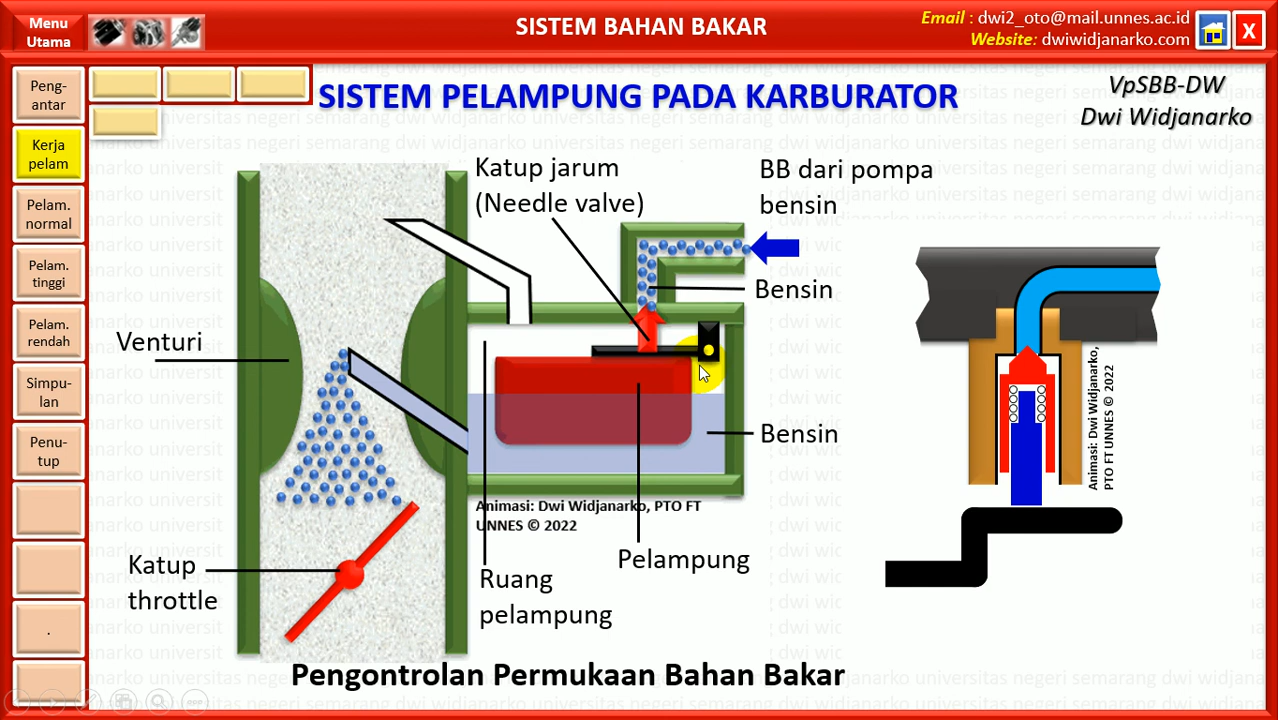 Menu
Utama
SISTEM BAHAN BAKAR
Email : dwi2_oto@mail.unnes.ac.id
Website: dwiwidjanarko.com
X
Peng-
antar
Kerja
pelam
Pelam.
normal
Pelam.
tinggi
Pelam.
rendah
Simpu-
lan
Penu-
tup
.
SISTEM PELAMPUNG PADA KARBURATOR
VpSBB-DW
Dwi Widjanarko
Katup jarum
(Needle valve)
BB dari pompa
bensin
Bensin
Venturi
Bensin
Animasi: Dwi Widjanarko, PTO FT
UNNES © 2022
Pelampung
Katup
throttle
Ruang
pelampung
Animasi: Dwi Widjanarko,
PTO FT UNNES © 2022
Pengontrolan Permukaan Bahan Bakar